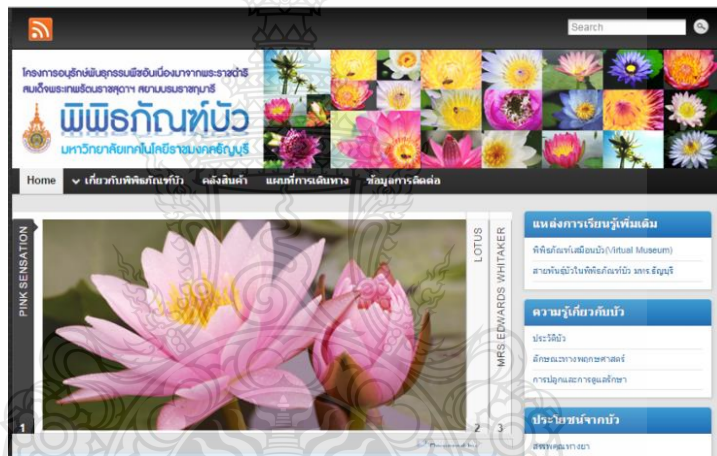 Search
โครงการอนุรักษ์พันธุกรรมพืชอันเนื่องมาจากพระราชดำริ
สมเด็จพระเทพรัตนราชสุดาฯ สยามบรมราชกุมารี
พิพิธภัณฑ์บัว
มหาวิทยาลัยเทคโนโลยีราชมงคลธัญบุรี
Home เกี่ยวกับพิพิธภัณฑ์บัว คลังสินค้า แผนที่การเดินทาง ข้อมูลการติดต่อ
PINK SENSATION
1
LOTUS
2
MRS EDWARDS WHITAKER
3
แหล่งการเรียนรู้เพิ่มเติม
พิพิธภัณฑ์เสมือนบัว(Virtual Museum)
สายพันธุ์บัวในพิพิธภัณฑ์บัว มทร.ธัญบุรี
ความรู้เกี่ยวกับบัว
ประวัติบัว
ลักษณะทางพฤกษศาสตร์
การปลูกและการดูแลรักษา
ประโยชน์จากบัว
สรรพคุณทางยา